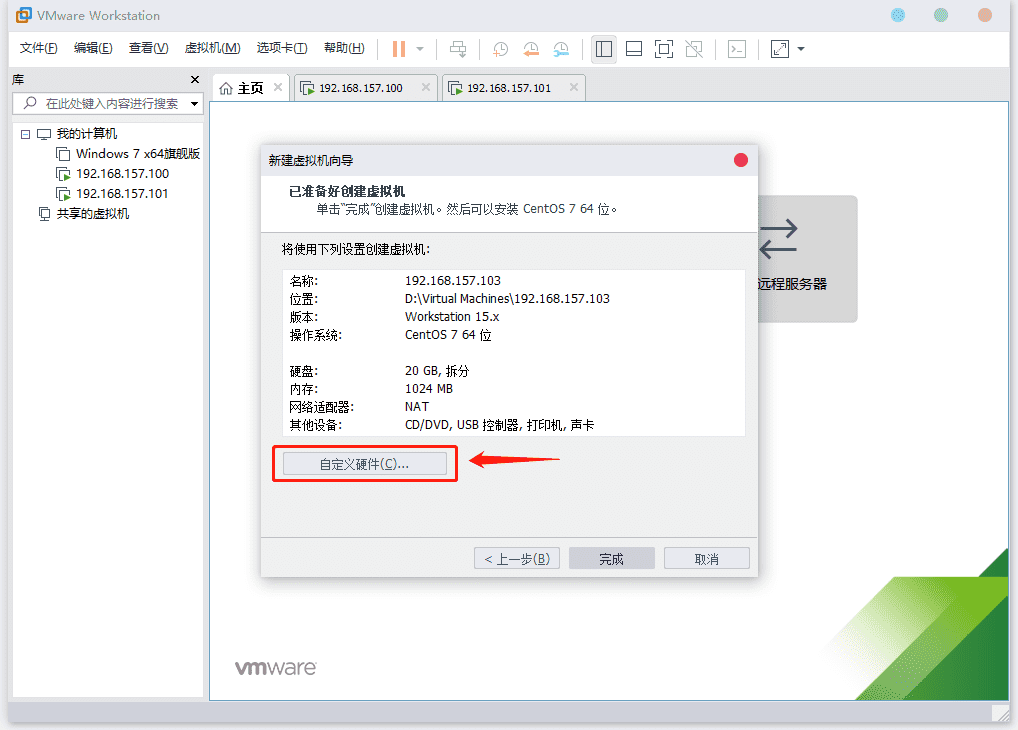 VMware Workstation
文件(F) 编辑(E) 查看(V) 虚拟机(M) 选项卡(T) 帮助(H)
库
在此处键入内容进行搜索
我的计算机
Windows 7 x64旗舰版
192.168.157.100
192.168.157.101
共享的虚拟机
主页 192.168.157.100 192.168.157.101
远程服务器
新建虚拟机向导
已准备好创建虚拟机
单击“完成”创建虚拟机。然后可以安装 CentOS 7 64 位。
将使用下列设置创建虚拟机:
名称: 192.168.157.103
位置: D:\Virtual Machines\192.168.157.103
版本: Workstation 15.x
操作系统: CentOS 7 64 位
硬盘: 20 GB, 拆分
内存: 1024 MB
网络适配器: NAT
其他设备: CD/DVD, USB 控制器, 打印机, 声卡
自定义硬件(C)...
< 上一步(B) 完成 取消
vmware